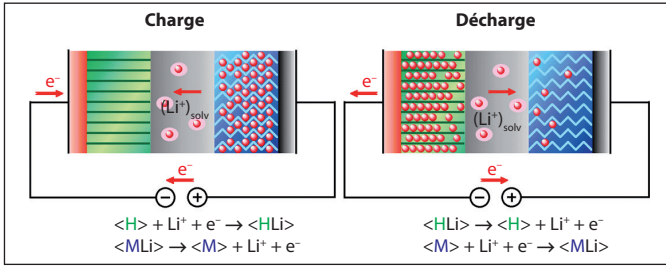 Charge
e⁻
(Li⁺)solv
e⁻
− +
<H> + Li⁺ + e⁻ → <HLi>
<MLi> → <M> + Li⁺ + e⁻
Décharge
e⁻
(Li⁺)solv
e⁻
− +
<HLi> → <H> + Li⁺ + e⁻
<M> + Li⁺ + e⁻ → <MLi>